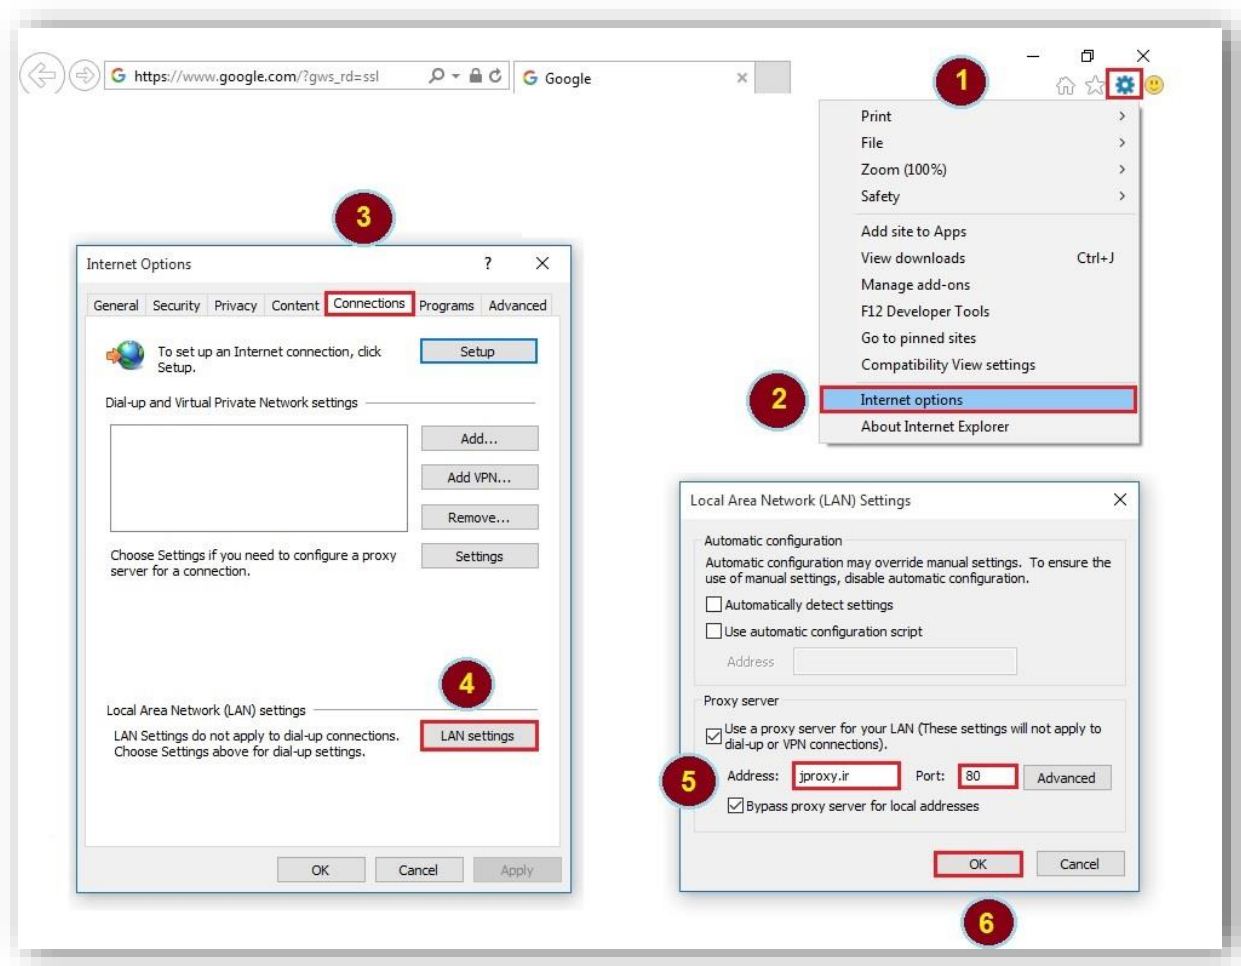 https://www.google.com/?gws_rd=ssl
Google
1
Print
File
Zoom (100%)
Safety
Add site to Apps
View downloads Ctrl+J
Manage add-ons
F12 Developer Tools
Go to pinned sites
Compatibility View settings
2
Internet options
About Internet Explorer
3
Internet Options
General Security Privacy Content Connections Programs Advanced
To set up an Internet connection, click
Setup.
Setup
Dial-up and Virtual Private Network settings
Add...
Add VPN...
Remove...
Choose Settings if you need to configure a proxy
server for a connection.
Settings
4
Local Area Network (LAN) settings
LAN Settings do not apply to dial-up connections.
Choose Settings above for dial-up settings.
LAN settings
OK Cancel Apply
Local Area Network (LAN) Settings
Automatic configuration
Automatic configuration may override manual settings. To ensure the
use of manual settings, disable automatic configuration.
Automatically detect settings
Use automatic configuration script
Address
Proxy server
Use a proxy server for your LAN (These settings will not apply to
dial-up or VPN connections).
5
Address: jproxy.ir Port: 80 Advanced
Bypass proxy server for local addresses
OK Cancel
6